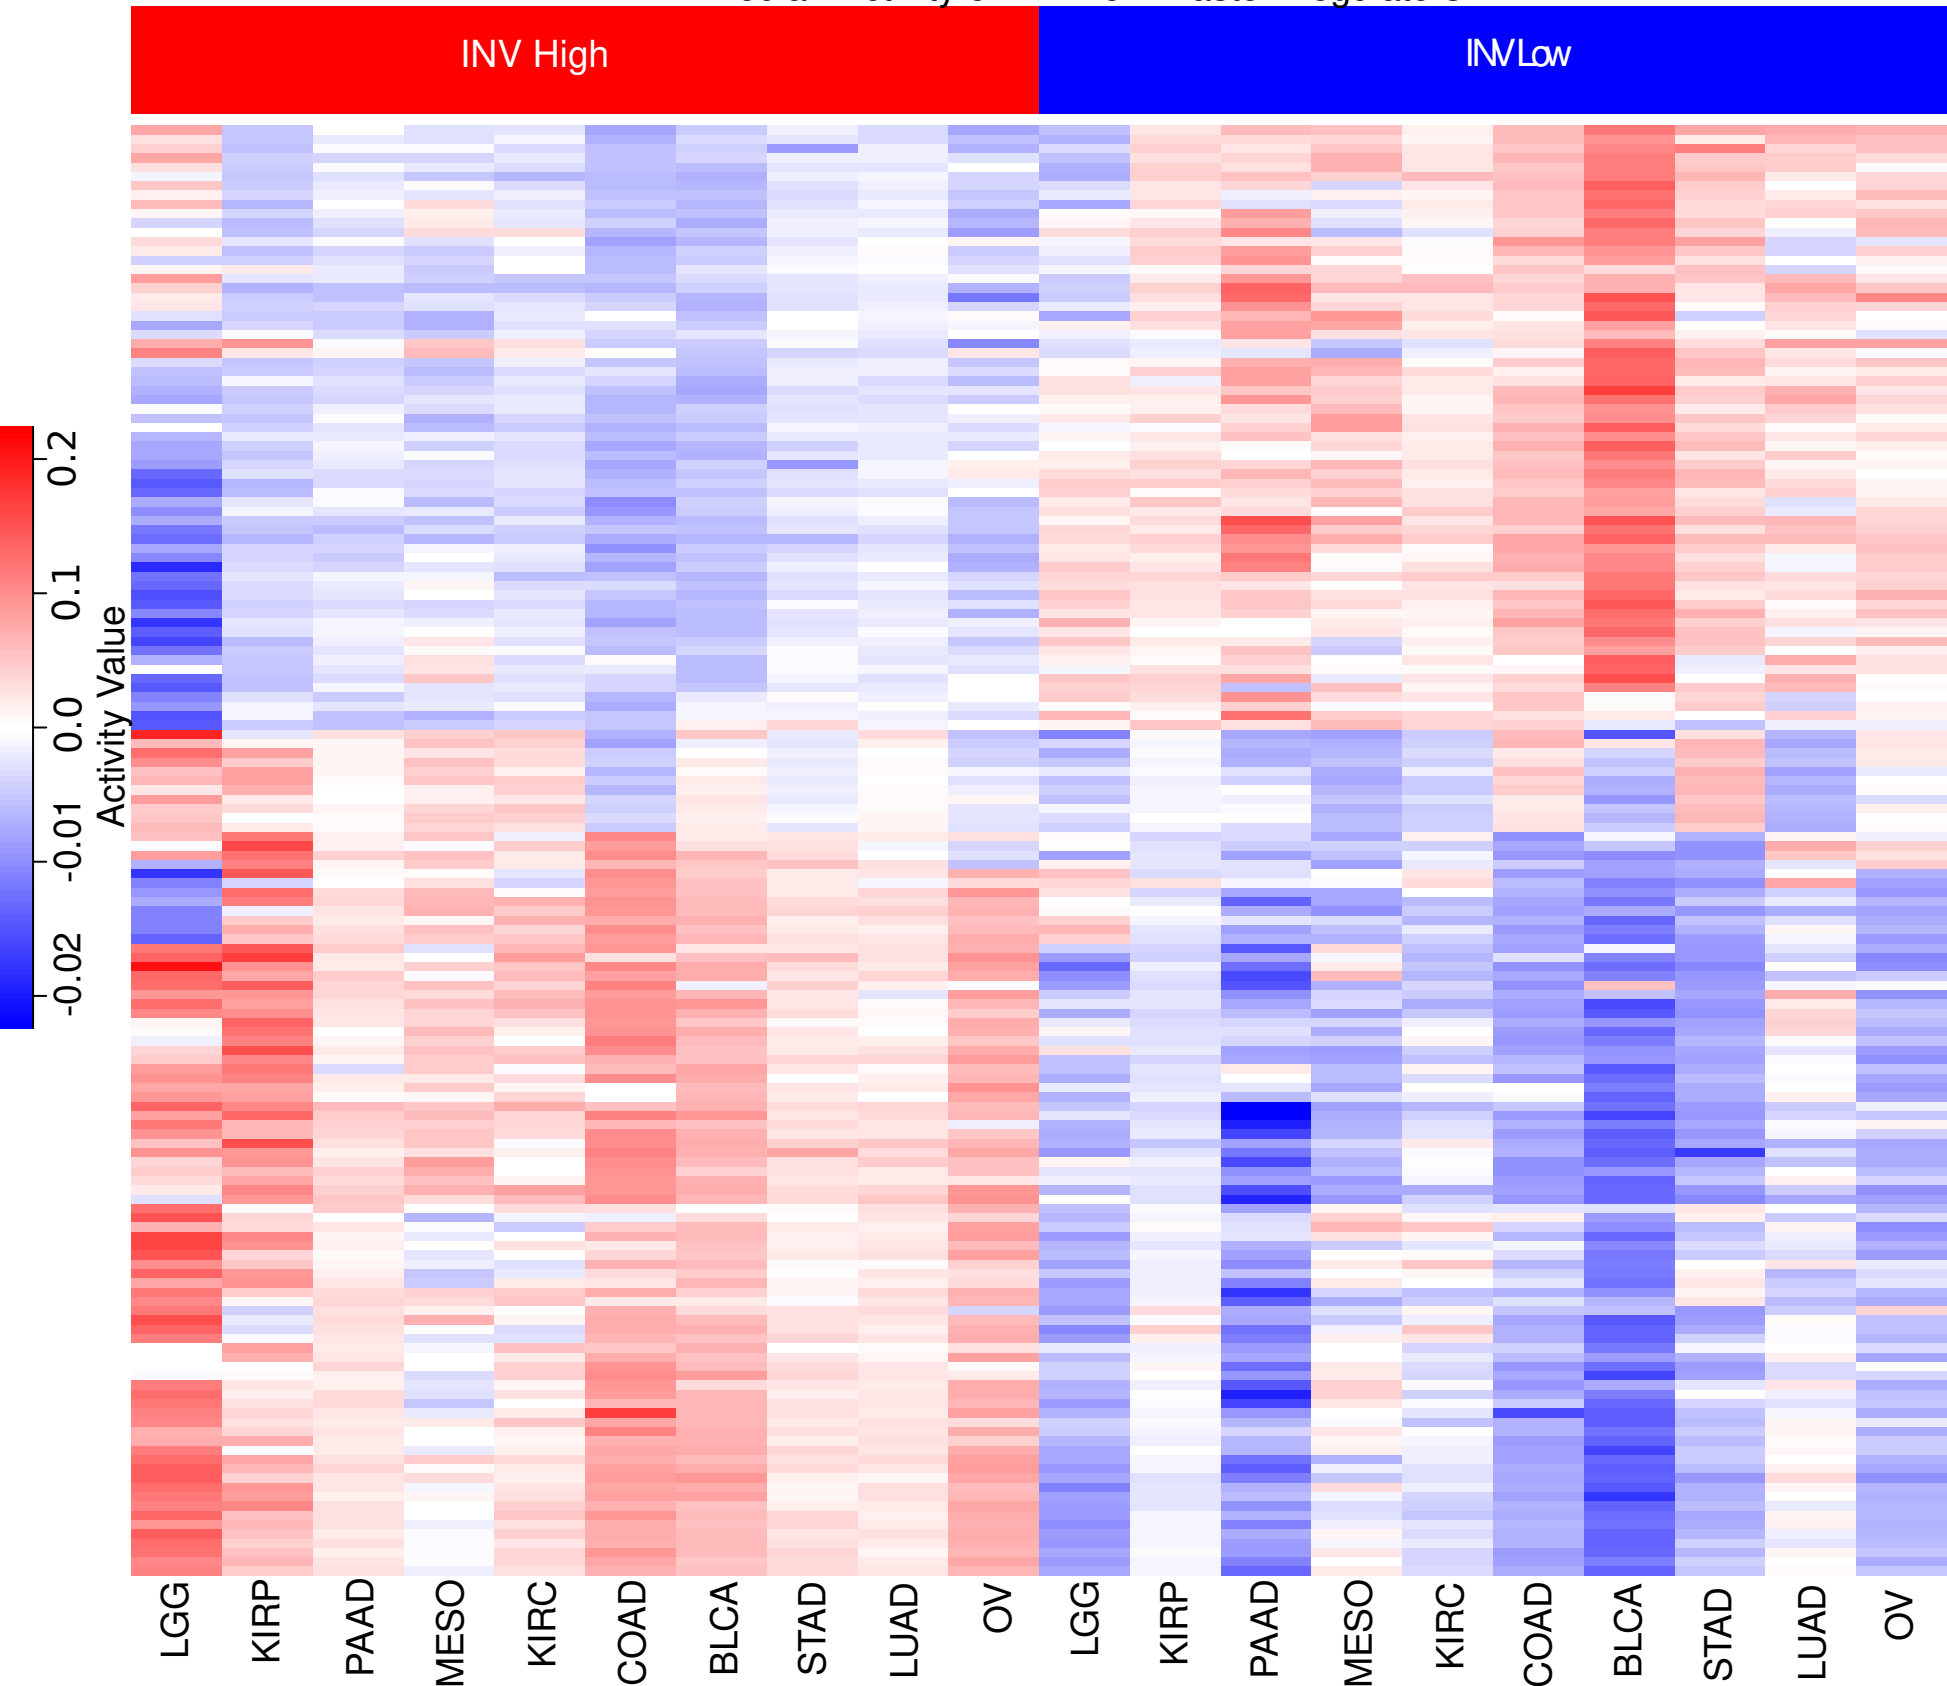 INV High
INV Low
0.2
0.1
0.0
-0.01
-0.02
Activity Value
LGG KIRP PAAD MESO KIRC COAD BLCA STAD LUAD OV LGG KIRP PAAD MESO KIRC COAD BLCA STAD LUAD OV